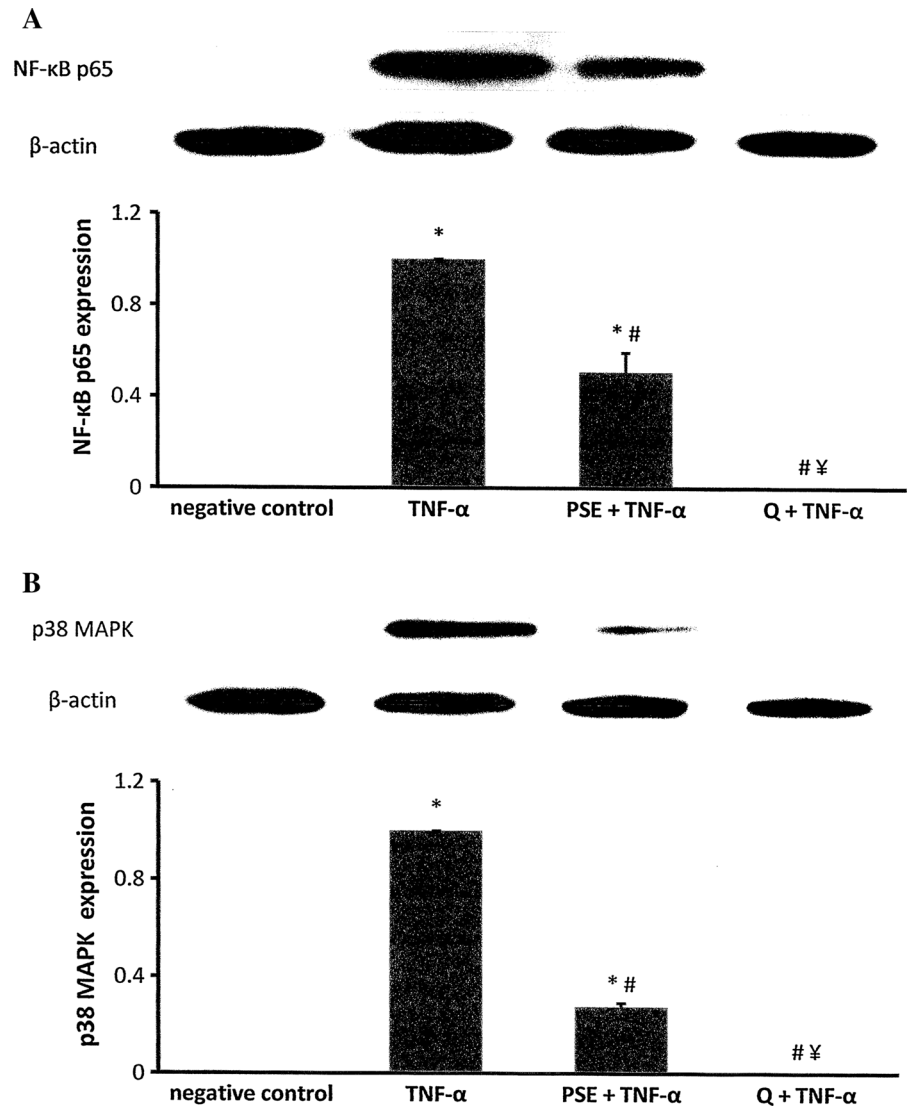 A
NF-κB p65
β-actin
NF-κB p65 expression
1.2
0.8
0.4
0
*
* #
# ¥
negative control TNF-α PSE + TNF-α Q + TNF-α
B
p38 MAPK
β-actin
p38 MAPK expression
1.2
0.8
0.4
0
*
* #
# ¥
negative control TNF-α PSE + TNF-α Q + TNF-α